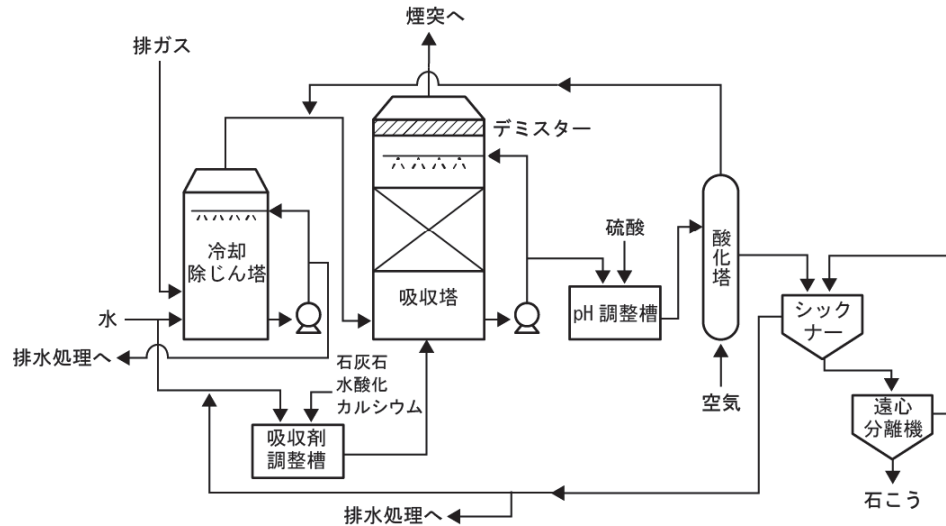 煙突へ
排ガス
デミスター
冷却
除じん塔
吸収塔
硫酸
pH 調整槽
酸化塔
シック
ナー
水
排水処理へ
石灰石
水酸化
カルシウム
空気
遠心
分離機
吸収剤
調整槽
石こう
排水処理へ